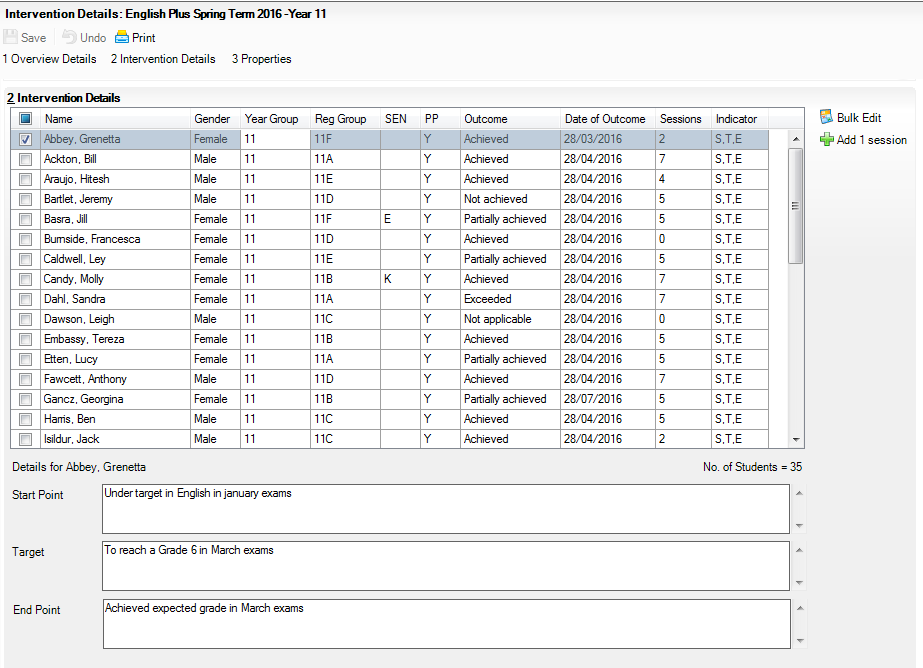 Intervention Details: English Plus Spring Term 2016 -Year 11
Save Undo Print
1 Overview Details 2 Intervention Details 3 Properties
2 Intervention Details
Name Gender Year Group Reg Group SEN PP Outcome Date of Outcome Sessions Indicator
Bulk Edit
Abbey, Grenetta Female 11 11F Y Achieved 28/03/2016 2 S,T,E
Add 1 session
Ackton, Bill Male 11 11A Y Achieved 28/04/2016 7 S,T,E
Araujo, Hitesh Male 11 11E Y Achieved 28/04/2016 4 S,T,E
Bartlet, Jeremy Male 11 11D Y Not achieved 28/04/2016 5 S,T,E
Basra, Jill Female 11 11F E Y Partially achieved 28/04/2016 5 S,T,E
Burnside, Francesca Female 11 11D Y Achieved 28/04/2016 0 S,T,E
Caldwell, Ley Female 11 11E Y Partially achieved 28/04/2016 5 S,T,E
Candy, Molly Female 11 11B K Y Achieved 28/04/2016 7 S,T,E
Dahl, Sandra Female 11 11A Y Exceeded 28/04/2016 7 S,T,E
Dawson, Leigh Male 11 11C Y Not applicable 28/04/2016 0 S,T,E
Embassy, Tereza Female 11 11B Y Achieved 28/04/2016 5 S,T,E
Etten, Lucy Female 11 11A Y Partially achieved 28/04/2016 5 S,T,E
Fawcett, Anthony Male 11 11D Y Achieved 28/04/2016 7 S,T,E
Gancz, Georgina Female 11 11B Y Partially achieved 28/07/2016 5 S,T,E
Harris, Ben Male 11 11C Y Achieved 28/04/2016 5 S,T,E
Isildur, Jack Male 11 11C Y Achieved 28/04/2016 2 S,T,E
Details for Abbey, Grenetta No. of Students = 35
Start Point Under target in English in january exams
Target To reach a Grade 6 in March exams
End Point Achieved expected grade in March exams